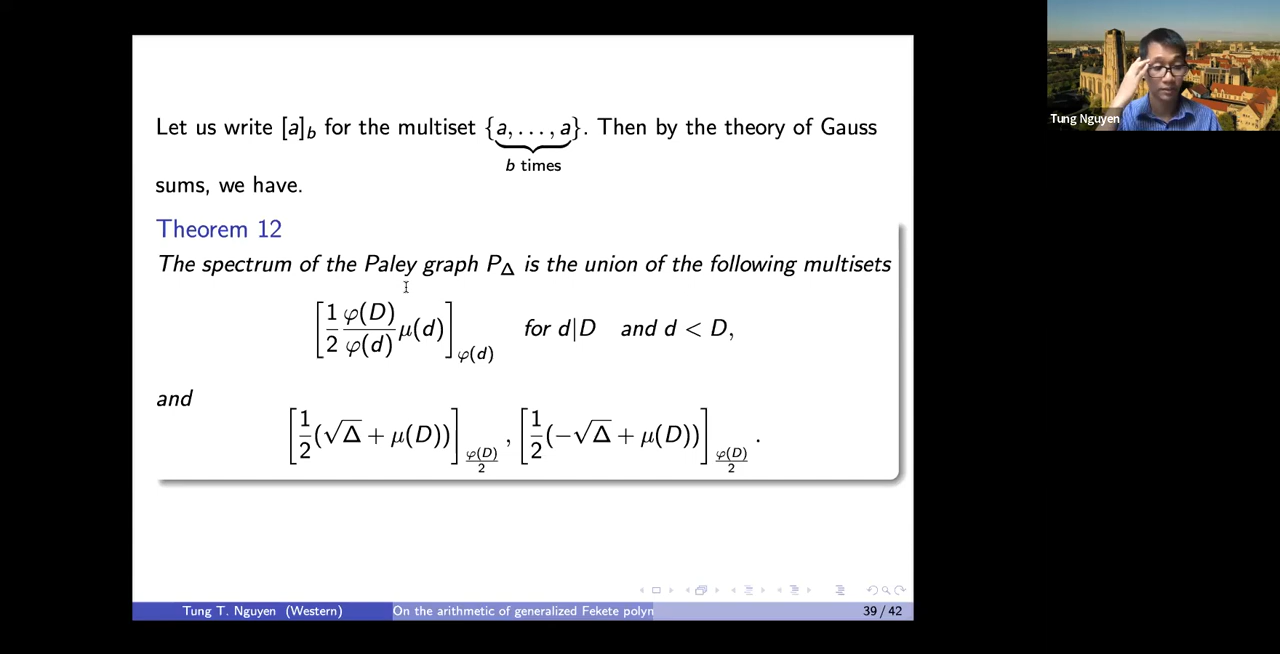 Let us write [a]_b for the multiset {a, . . . , a}. Then by the theory of Gauss
b times
sums, we have.
Theorem 12
The spectrum of the Paley graph P_Δ is the union of the following multisets
[1/2 φ(D)/φ(d) μ(d)]_φ(d) for d|D and d < D,
and
[1/2(√Δ + μ(D))]_φ(D)/2 , [1/2(−√Δ + μ(D))]_φ(D)/2 .
Tung T. Nguyen (Western) On the arithmetic of generalized Fekete polyn 39 / 42
Tung Nguyen